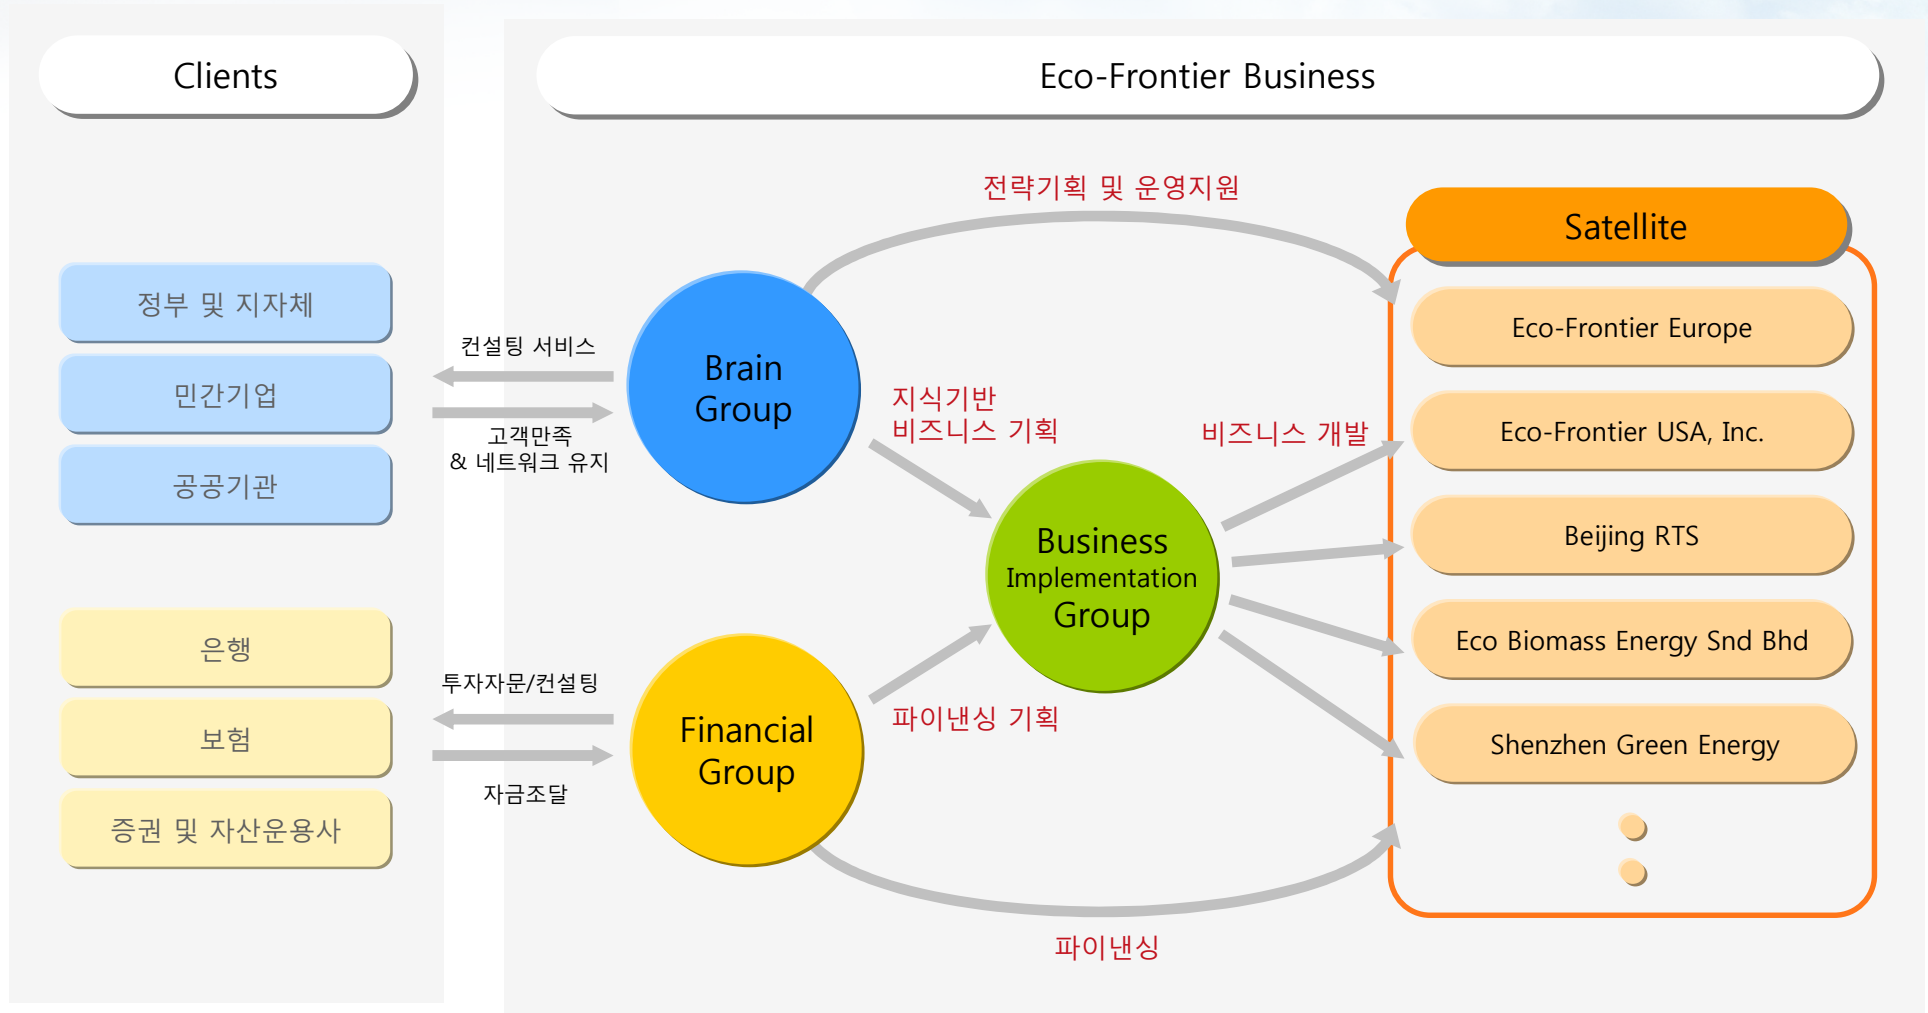 Clients
Eco-Frontier Business
정부 및 지자체
민간기업
공공기관
은행
보험
증권 및 자산운용사
컨설팅 서비스
고객만족
& 네트워크 유지
투자자문/컨설팅
자금조달
Brain
Group
Financial
Group
전략기획 및 운영지원
지식기반
비즈니스 기획
파이낸싱 기획
파이낸싱
Business
Implementation
Group
비즈니스 개발
Satellite
Eco-Frontier Europe
Eco-Frontier USA, Inc.
Beijing RTS
Eco Biomass Energy Snd Bhd
Shenzhen Green Energy